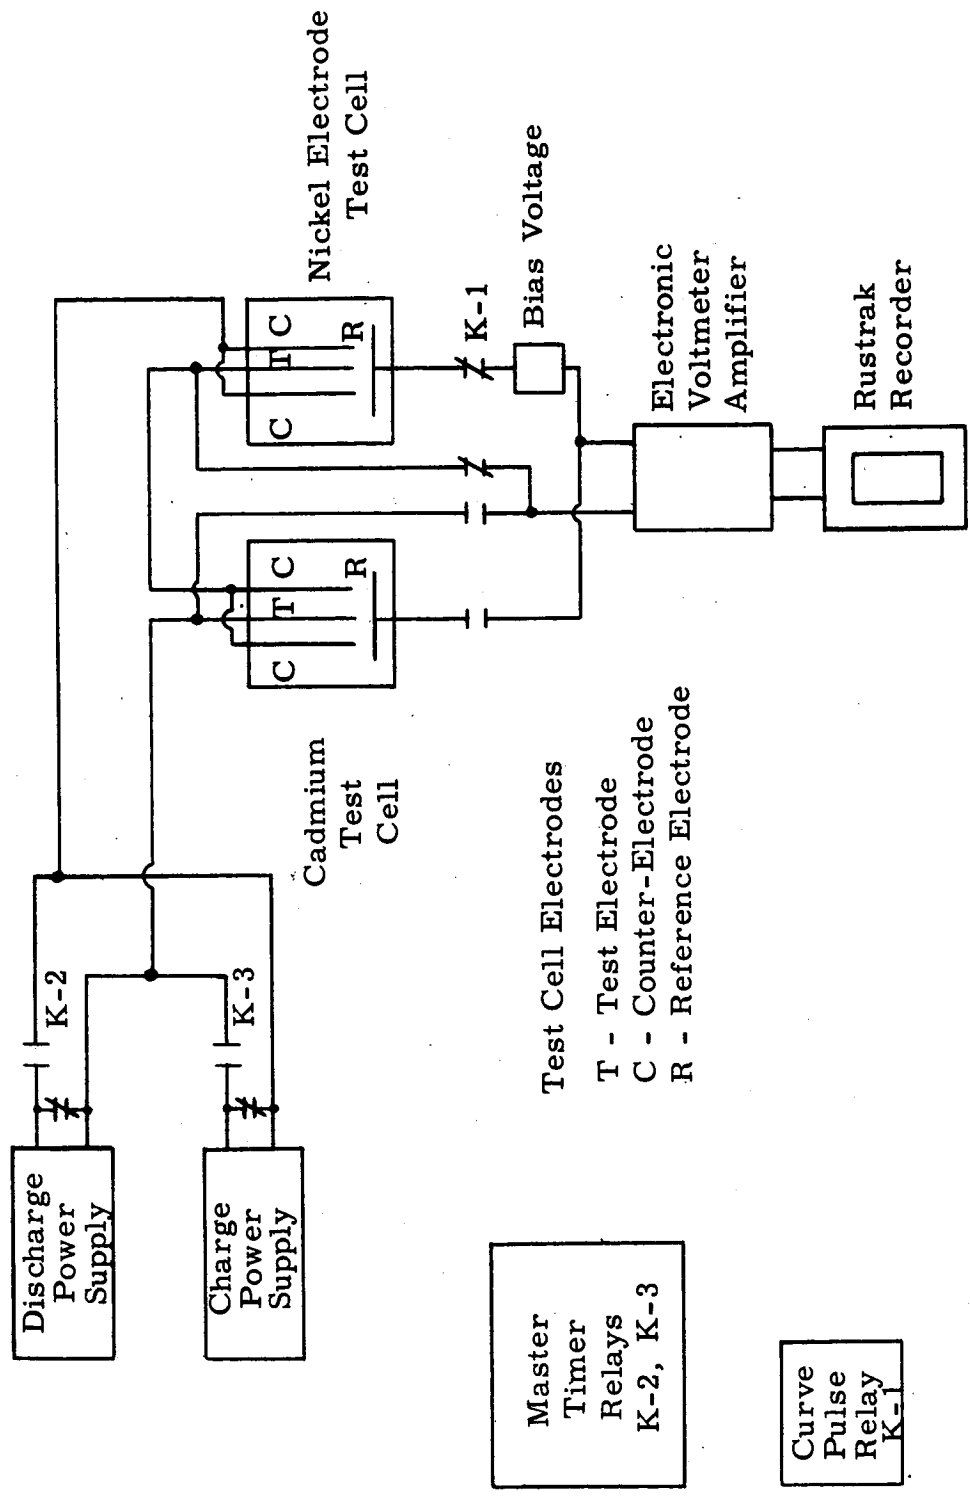 Discharge
Power
Supply
K-2
Charge
Power
Supply
K-3
Master
Timer
Relays
K-2, K-3
Curve
Pulse
Relay
K-1
Cadmium
Test
Cell
C
T
C
R
Nickel Electrode
Test Cell
C
T
C
R
K-1
Bias Voltage
Electronic
Voltmeter
Amplifier
Rustrak
Recorder
Test Cell Electrodes
T - Test Electrode
C - Counter-Electrode
R - Reference Electrode